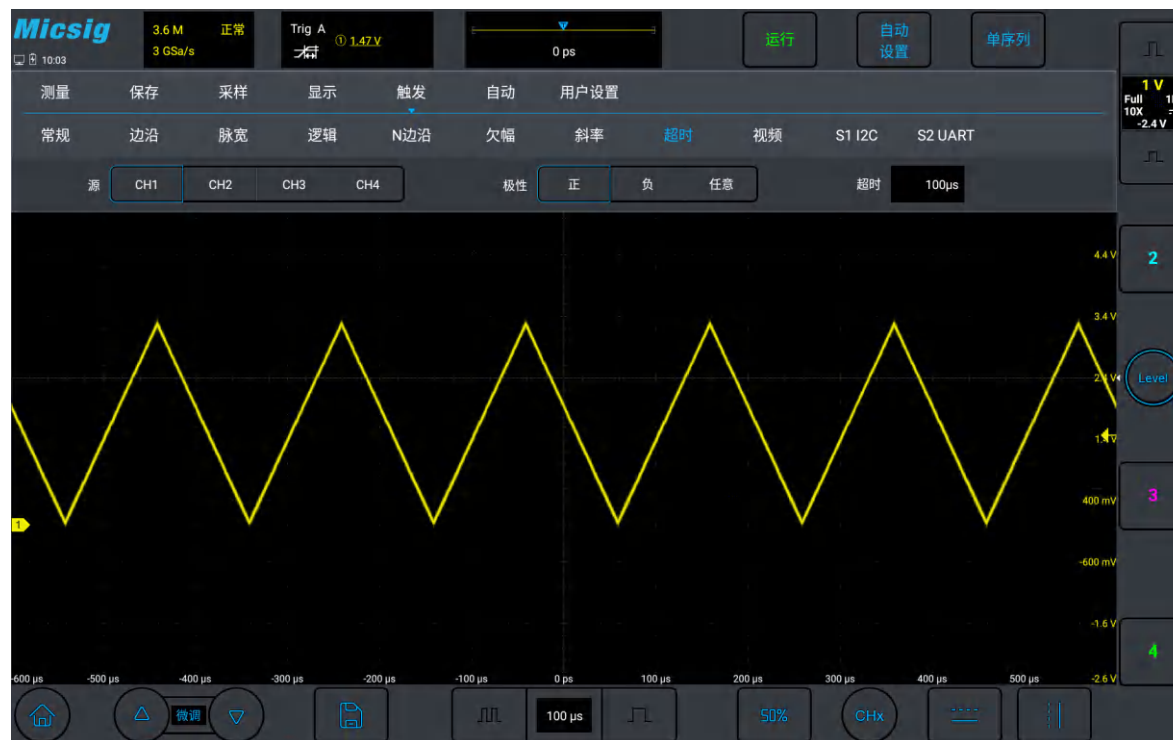 Micsig
10:03
3.6 M 正常
3 GSa/s
Trig A ① 1.47 V
0 ps
运行
自动
设置
单序列
测量 保存 采样 显示 触发 自动 用户设置
常规 边沿 脉宽 逻辑 N边沿 欠幅 斜率 超时 视频 S1 I2C S2 UART
源 CH1 CH2 CH3 CH4 极性 正 负 任意 超时 100μs
1 V
Full
10X
-2.4 V
4.4 V
2
3.4 V
Level
400 mV
3
1
-600 mV
-1.6 V
4
-2.6 V
-600 μs -500 μs -400 μs -300 μs -200 μs -100 μs 0 ps 100 μs 200 μs 300 μs 400 μs 500 μs
微调 100 μs 50% CHx